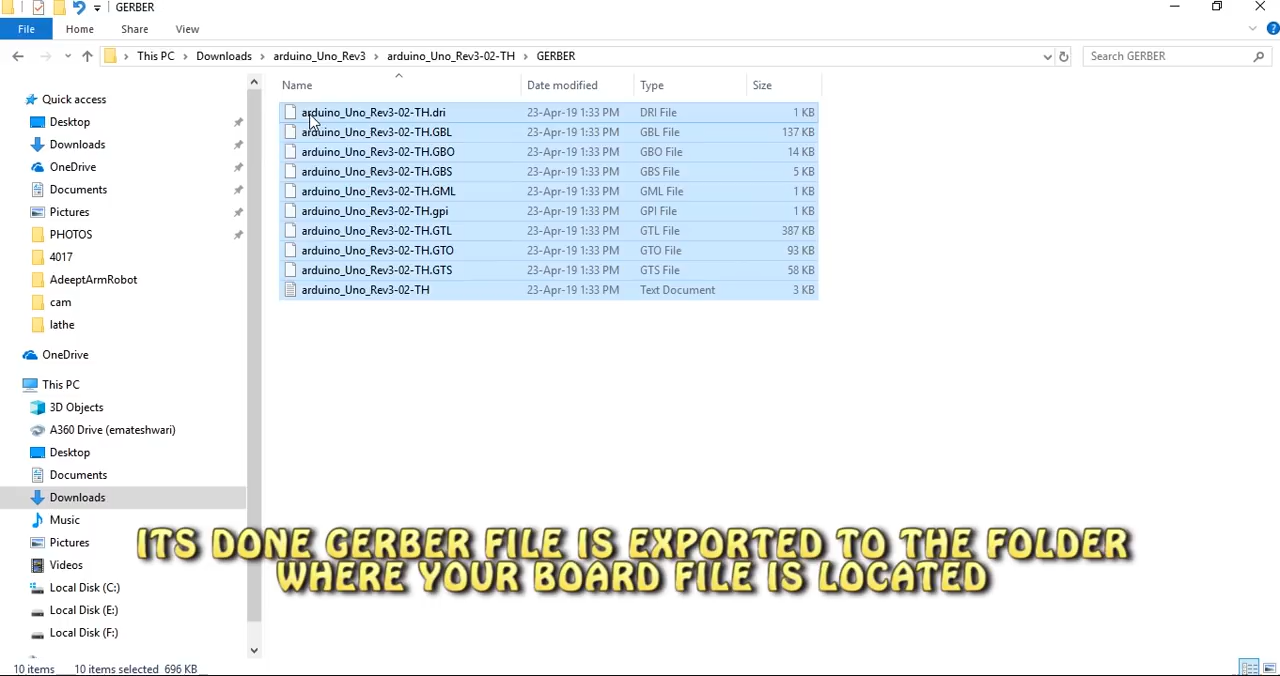 GERBER
File Home Share View
This PC Downloads arduino_Uno_Rev3 arduino_Uno_Rev3-02-TH GERBER Search GERBER
Name Date modified Type Size
Quick access
Desktop
Downloads
OneDrive
Documents
Pictures
PHOTOS
4017
AdeeptArmRobot
cam
lathe
OneDrive
This PC
3D Objects
A360 Drive (emateshwari)
Desktop
Documents
Downloads
Music
Pictures
Videos
Local Disk (C:)
Local Disk (E:)
Local Disk (F:)
arduino_Uno_Rev3-02-TH.dri 23-Apr-19 1:33 PM DRI File 1 KB
arduino_Uno_Rev3-02-TH.GBL 23-Apr-19 1:33 PM GBL File 137 KB
arduino_Uno_Rev3-02-TH.GBO 23-Apr-19 1:33 PM GBO File 14 KB
arduino_Uno_Rev3-02-TH.GBS 23-Apr-19 1:33 PM GBS File 5 KB
arduino_Uno_Rev3-02-TH.GML 23-Apr-19 1:33 PM GML File 1 KB
arduino_Uno_Rev3-02-TH.gpi 23-Apr-19 1:33 PM GPI File 1 KB
arduino_Uno_Rev3-02-TH.GTL 23-Apr-19 1:33 PM GTL File 387 KB
arduino_Uno_Rev3-02-TH.GTO 23-Apr-19 1:33 PM GTO File 93 KB
arduino_Uno_Rev3-02-TH.GTS 23-Apr-19 1:33 PM GTS File 58 KB
arduino_Uno_Rev3-02-TH 23-Apr-19 1:33 PM Text Document 3 KB
ITS DONE GERBER FILE IS EXPORTED TO THE FOLDER
WHERE YOUR BOARD FILE IS LOCATED
10 items 10 items selected 696 KB